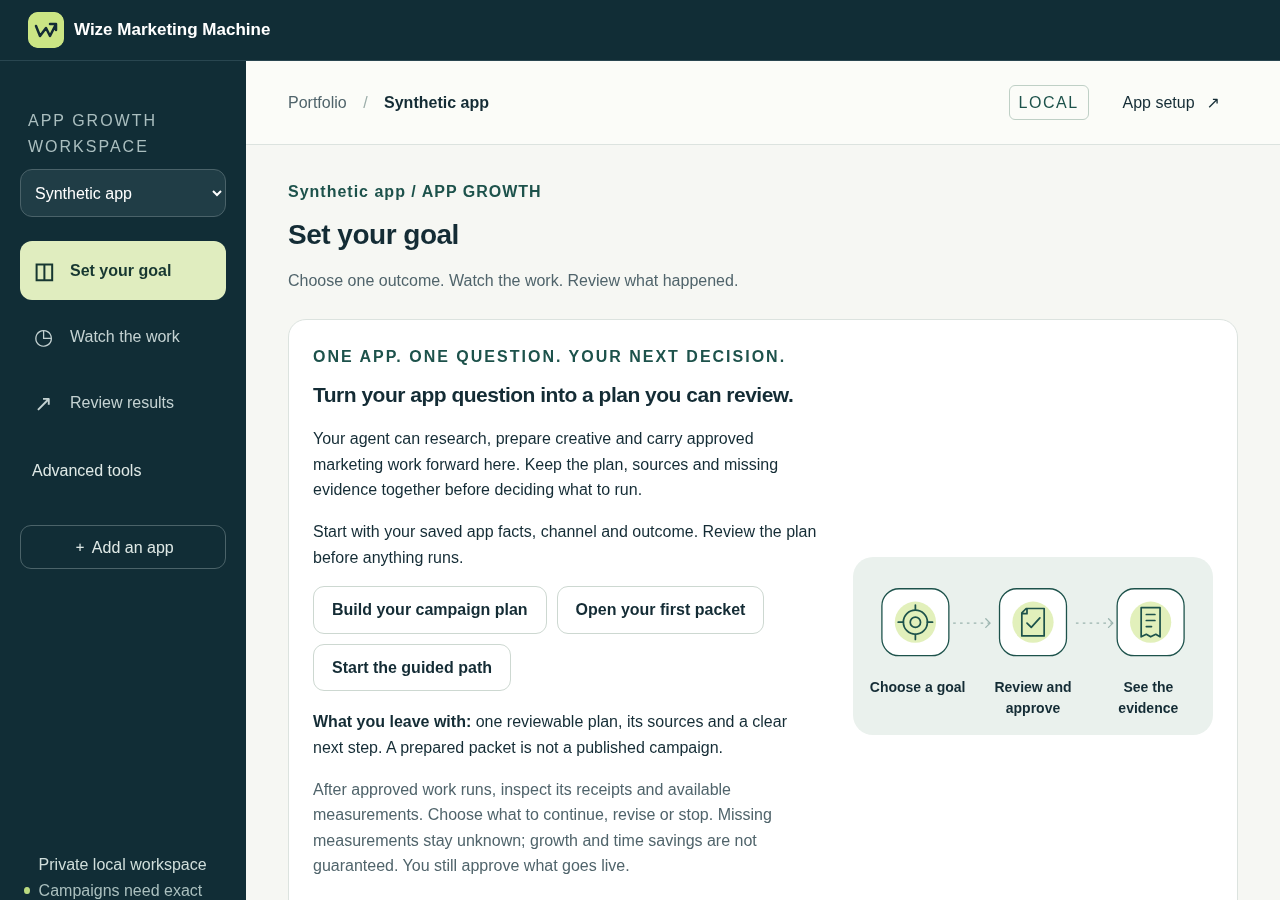 Wize Marketing Machine
APP GROWTH
WORKSPACE
Synthetic app
Set your goal
Watch the work
Review results
Advanced tools
+ Add an app
Private local workspace
Campaigns need exact
Portfolio / Synthetic app
LOCAL
App setup ↗
Synthetic app / APP GROWTH
Set your goal
Choose one outcome. Watch the work. Review what happened.
ONE APP. ONE QUESTION. YOUR NEXT DECISION.
Turn your app question into a plan you can review.
Your agent can research, prepare creative and carry approved
marketing work forward here. Keep the plan, sources and missing
evidence together before deciding what to run.
Start with your saved app facts, channel and outcome. Review the plan
before anything runs.
Build your campaign plan
Open your first packet
Start the guided path
What you leave with: one reviewable plan, its sources and a clear
next step. A prepared packet is not a published campaign.
After approved work runs, inspect its receipts and available
measurements. Choose what to continue, revise or stop. Missing
measurements stay unknown; growth and time savings are not
guaranteed. You still approve what goes live.
Choose a goal
Review and
approve
See the
evidence